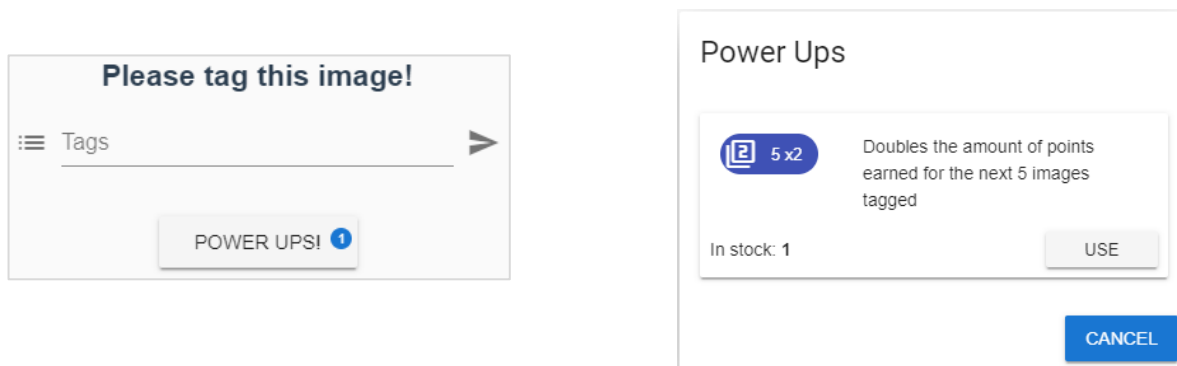 Please tag this image!
Tags
POWER UPS! 1
Power Ups
2 5 x2
Doubles the amount of points
earned for the next 5 images
tagged
In stock: 1
USE
CANCEL